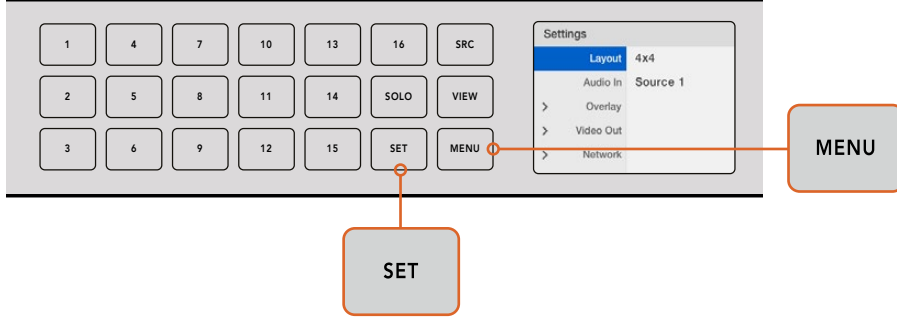 1 4 7 10 13 16 SRC
2 5 8 11 14 SOLO VIEW
3 6 9 12 15 SET MENU
Settings
Layout 4x4
Audio In Source 1
> Overlay
> Video Out
> Network
MENU
SET